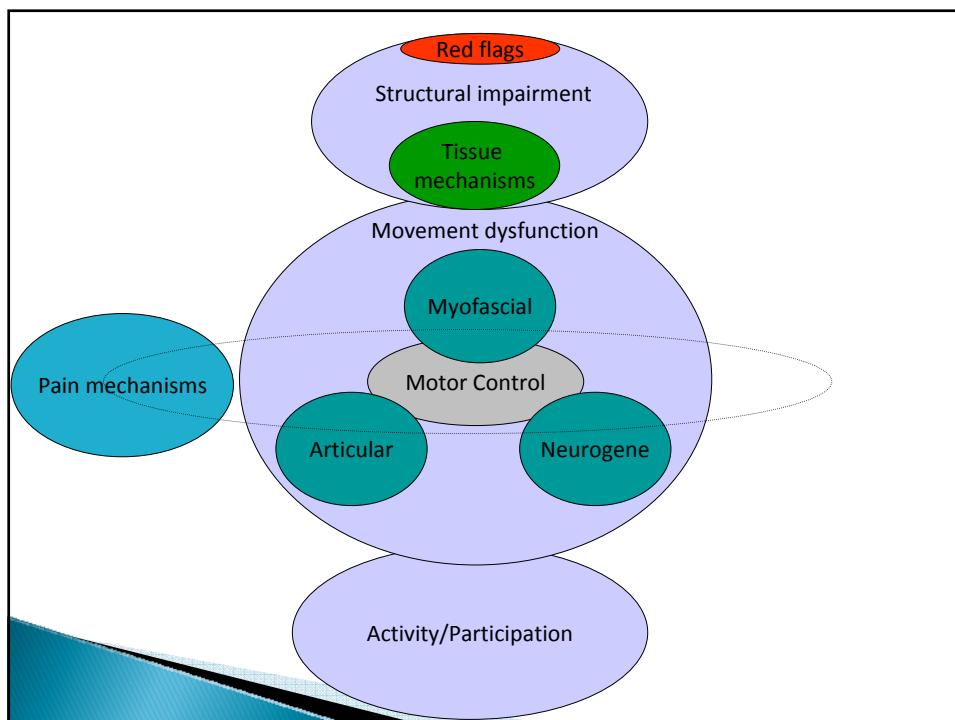 Red flags
Structural impairment
Tissue
mechanisms
Movement dysfunction
Myofascial
Pain mechanisms
Motor Control
Articular
Neurogene
Activity/Participation